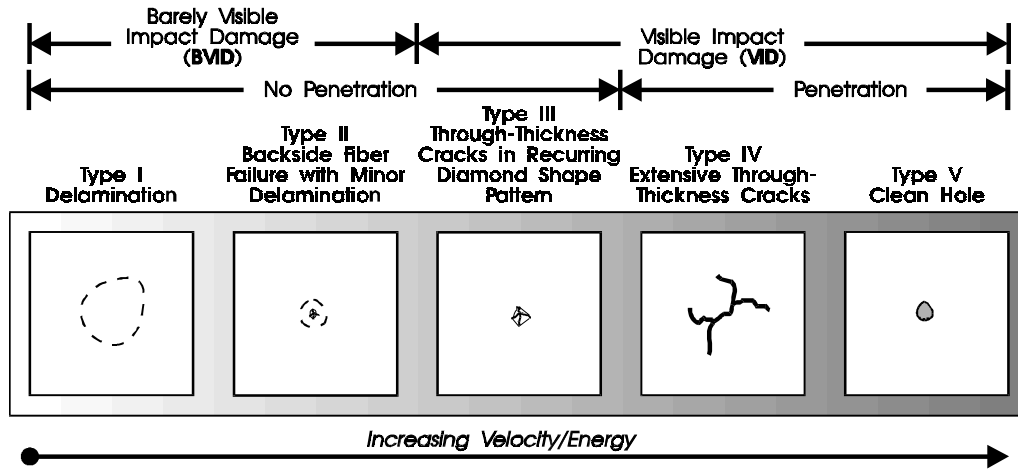 Barely Visible
Impact Damage
(BVID)
Visible Impact
Damage (VID)
No Penetration
Penetration
Type I
Delamination
Type II
Backside Fiber
Failure with Minor
Delamination
Type III
Through-Thickness
Cracks in Recurring
Diamond Shape
Pattern
Type IV
Extensive Through-
Thickness Cracks
Type V
Clean Hole
Increasing Velocity/Energy